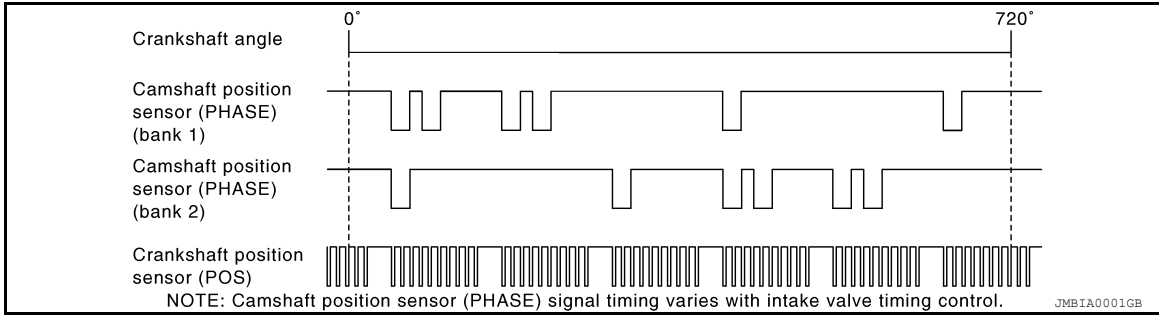 0˚ 720˚
Crankshaft angle
Camshaft position
sensor (PHASE)
(bank 1)
Camshaft position
sensor (PHASE)
(bank 2)
Crankshaft position
sensor (POS)
NOTE: Camshaft position sensor (PHASE) signal timing varies with intake valve timing control.
JMBIA0001GB